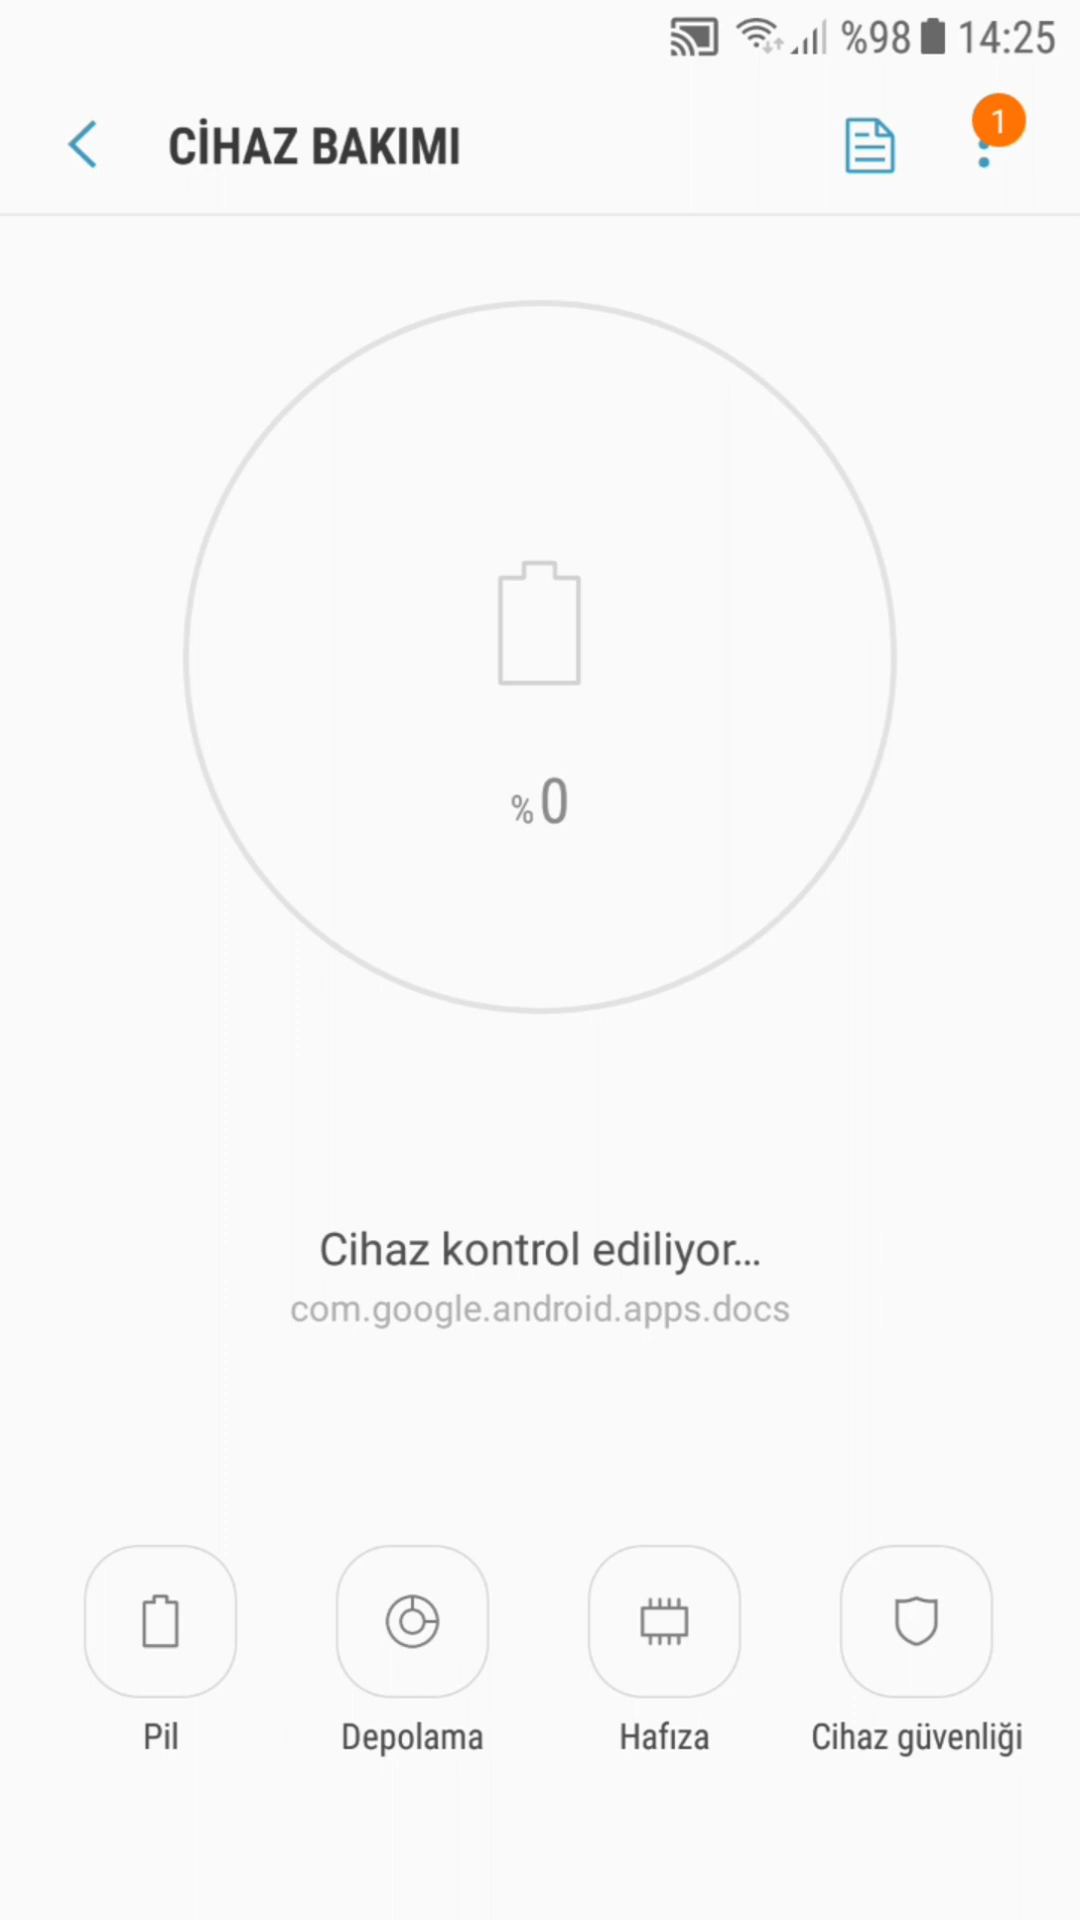 %98 14:25
CİHAZ BAKIMI
1
%0
Cihaz kontrol ediliyor...
com.google.android.apps.docs
Pil
Depolama
Hafıza
Cihaz güvenliği